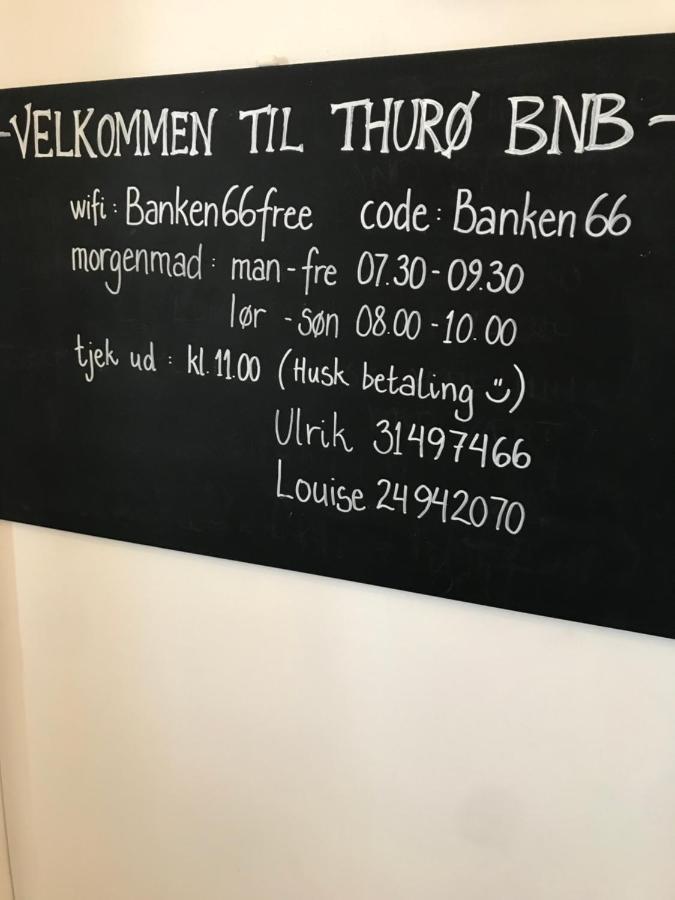 -VELKOMMEN TIL THURØ BNB-
wifi: Banken66free code: Banken66
morgenmad: man-fre 07.30-09.30
lør -søn 08.00-10.00
tjek ud: kl.11.00 (Husk betaling ü)
Ulrik 31497466
Louise 24942070